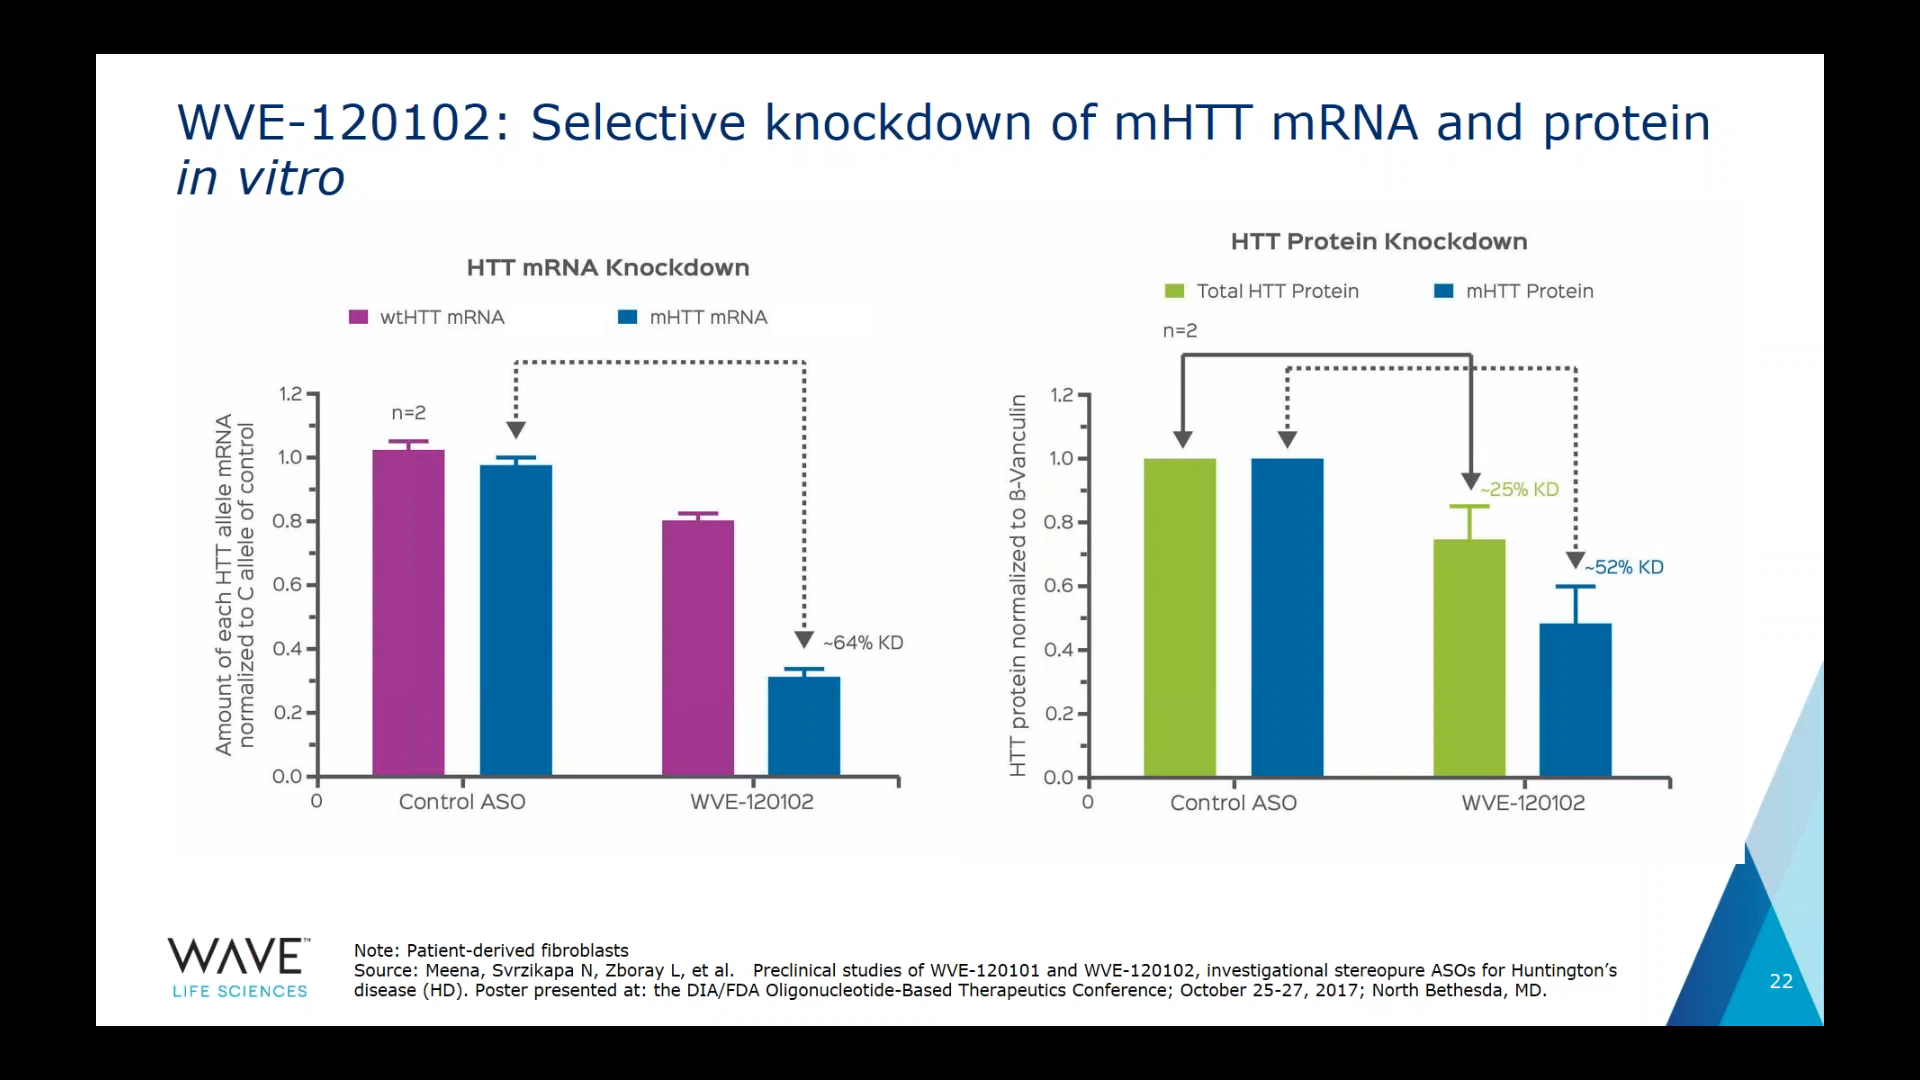 WVE-120102: Selective knockdown of mHTT mRNA and protein
in vitro
HTT mRNA Knockdown
wtHTT mRNA
mHTT mRNA
n=2
Amount of each HTT allele mRNA
normalized to C allele of control
1.2
1.0
0.8
0.6
0.4
0.2
0.0
~64% KD
0
Control ASO
WVE-120102
HTT Protein Knockdown
Total HTT Protein
mHTT Protein
n=2
HTT protein normalized to β-Vanculin
1.2
1.0
0.8
0.6
0.4
0.2
0.0
~25% KD
~52% KD
0
Control ASO
WVE-120102
WAVE™
LIFE SCIENCES
Note: Patient-derived fibroblasts
Source: Meena, Svrzikapa N, Zboray L, et al. Preclinical studies of WVE-120101 and WVE-120102, investigational stereopure ASOs for Huntington’s
disease (HD). Poster presented at: the DIA/FDA Oligonucleotide-Based Therapeutics Conference; October 25-27, 2017; North Bethesda, MD.
22